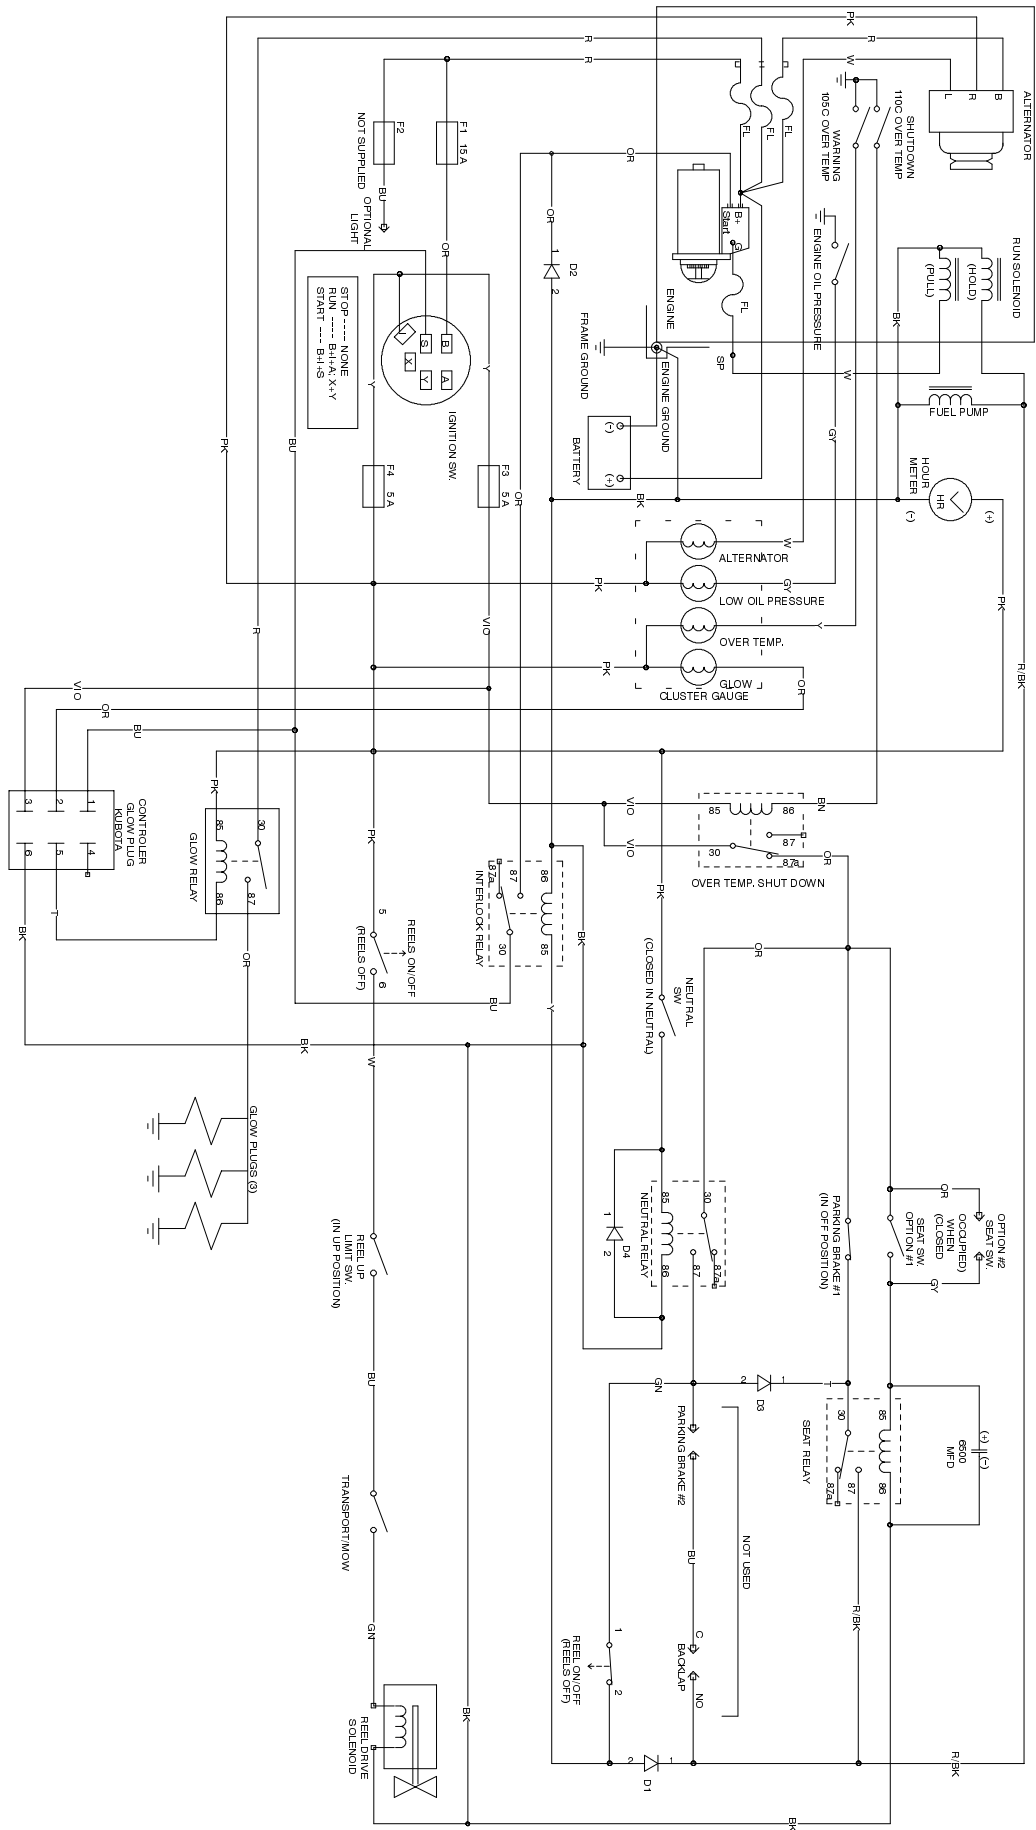 PK
R
R
R
W
ALTERNATOR
L
R
B
SHUTDOWN
110C OVER TEMP
WARNING
105C OVER TEMP
FL
FL
FL
F2
NOT SUPPLIED
F1
15 A
BU
OPTIONAL
LIGHT
OR
OR
OR
1
D2
2
B+
Start
G
FL
SP
ENGINE
ENGINE GROUND
FRAME GROUND
ENGINE OIL PRESSURE
RUN SOLENOID
(HOLD)
(PULL)
BK
W
FUEL PUMP
STOP ---- NONE
RUN ---- B+I+A; X+Y
START --- B+I+S
I
S
B
X
Y
A
IGNITION SW.
Y
Y
GY
BATTERY
(-)
(+)
HOUR
METER
HR
(-)
(+)
PK
BU
F4
5 A
F3
5 A
OR
BK
ALTERNATOR
W
LOW OIL PRESSURE
GY
OVER TEMP.
GLOW
CLUSTER GAUGE
PK
PK
OR
PK
R/BK
R
VIO
VIO
OR
BU
3
2
1
6
5
4
CONTROLER
GLOW PLUG
KUBOTA
PK
85
30
86
87
GLOW RELAY
T
BK
OR
PK
5
6
REELS ON/OFF
(REELS OFF)
INTERLOCK RELAY
87a
87
86
30
85
BU
BK
Y
VIO
VIO
85
86
30
87
87a
BN
OR
OVER TEMP. SHUT DOWN
PK
NEUTRAL
SW
(CLOSED IN NEUTRAL)
OR
BK
W
GLOW PLUGS (3)
85
30
86
87
87a
NEUTRAL RELAY
1
D4
2
PARKING BRAKE #1
(IN OFF POSITION)
OR
SEAT SW.
OPTION #1
OPTION #2
SEAT SW.
(CLOSED
WHEN
OCCUPIED)
GY
REEL UP
LIMIT SW.
(IN UP POSITION)
BU
GN
2
1
D3
T
SEAT RELAY
30
85
87a
87
86
(+)
(-)
6500
MFD
PARKING BRAKE #2
NOT USED
BU
C
BACKLAP
NO
R/BK
TRANSPORT/MOW
GN
1
2
REEL ON/OFF
(REELS OFF)
REEL DRIVE
SOLENOID
BK
2
1
D1
R/BK
BK